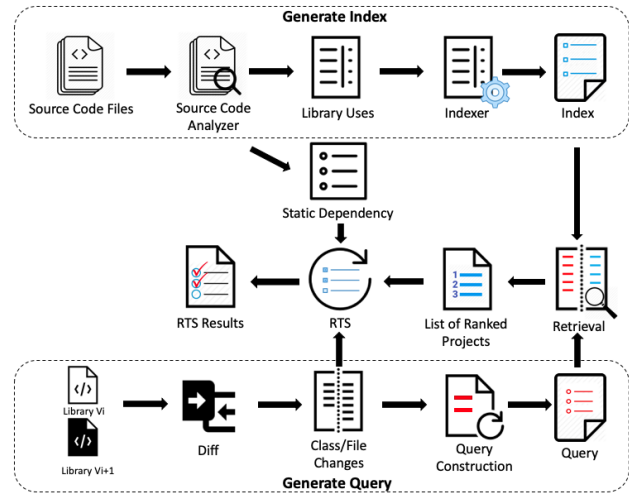 Generate Index
Source Code Files
Source Code
Analyzer
Library Uses
Indexer
Index
Static Dependency
RTS Results
RTS
1
2
3
List of Ranked
Projects
Retrieval
Library Vi
Library Vi+1
Diff
Class/File
Changes
Query
Construction
Query
Generate Query